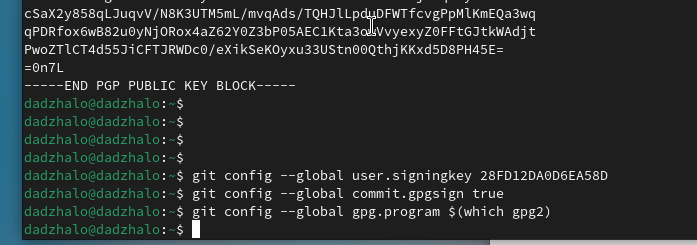 cSaX2y858qLJuqvV/N8K3UTM5mL/mvqAds/TQHJlLpduDFWTfcvgPpMlKmEQa3wq
PwoZTlCT4d55JiCFTJRWDc0/eXikSeKOyxu33UStn00QthjKKxd5D8PH45E=
=0n7L
-----END PGP PUBLIC KEY BLOCK-----
dadzhalo@dadzhalo:~$
dadzhalo@dadzhalo:~$
dadzhalo@dadzhalo:~$
dadzhalo@dadzhalo:~$
dadzhalo@dadzhalo:~$ git config --global user.signingkey 28FD12DA0D6EA58D
dadzhalo@dadzhalo:~$ git config --global commit.gpgsign true
dadzhalo@dadzhalo:~$ git config --global gpg.program $(which gpg2)
dadzhalo@dadzhalo:~$